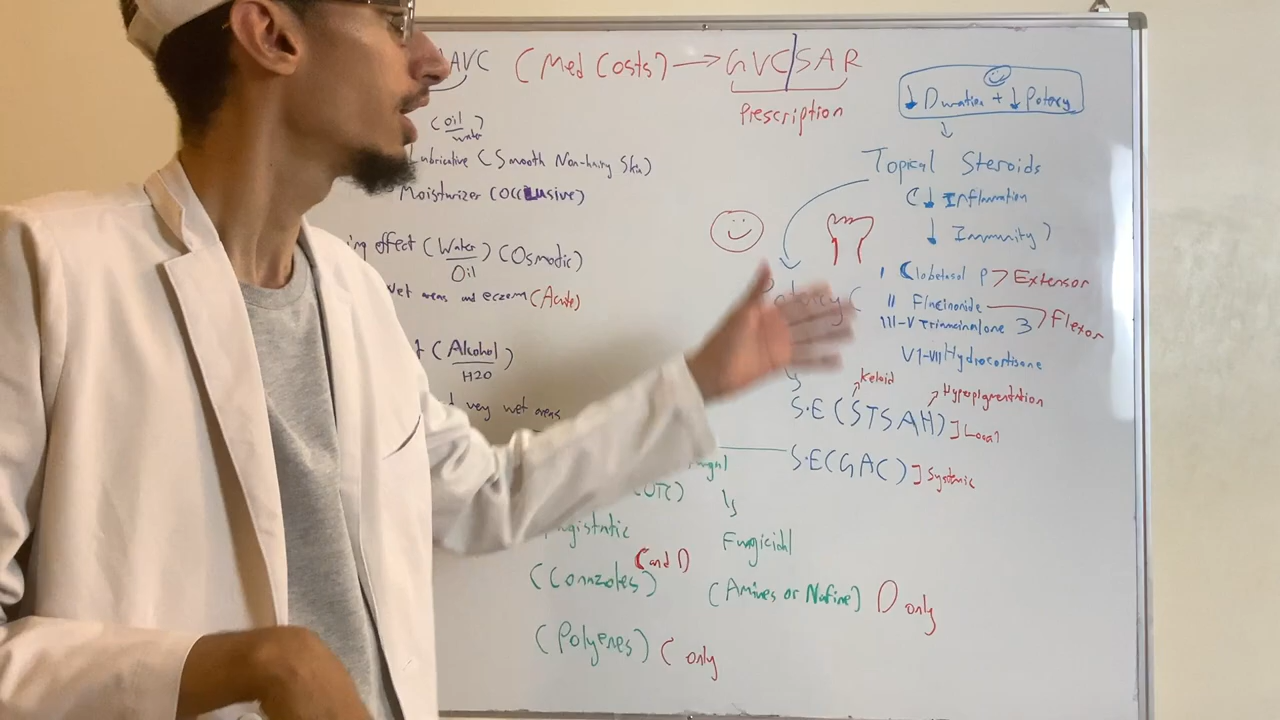 AVC (Med Costs) → GVC|SAR
Prescription
(Oil/water)
Lubricative (Smooth Non-hairy Skin)
Moisturizer (Occlusive)
ing effect (Water/Oil) (Osmotic)
wet areas and eczema (Acute)
(Alcohol/H2O)
very wet areas
↓ Duration + ↓ Potency
Topical Steroids
(↓ Inflammation
↓ Immunity)
Potency (
I Clobetasol P > Extensor
II Flucinonide
III-V Triamcinalone 3 Flexor
VI-VII Hydrocortisone
Keloid
Hyperpigmentation
S.E (STSAH) ] Local
S.E (GAC) ] Systemic
(OTC)
Fungicidal
(Conazoles) C and D
(Amines or Nafine) D only
(Polyenes) C only